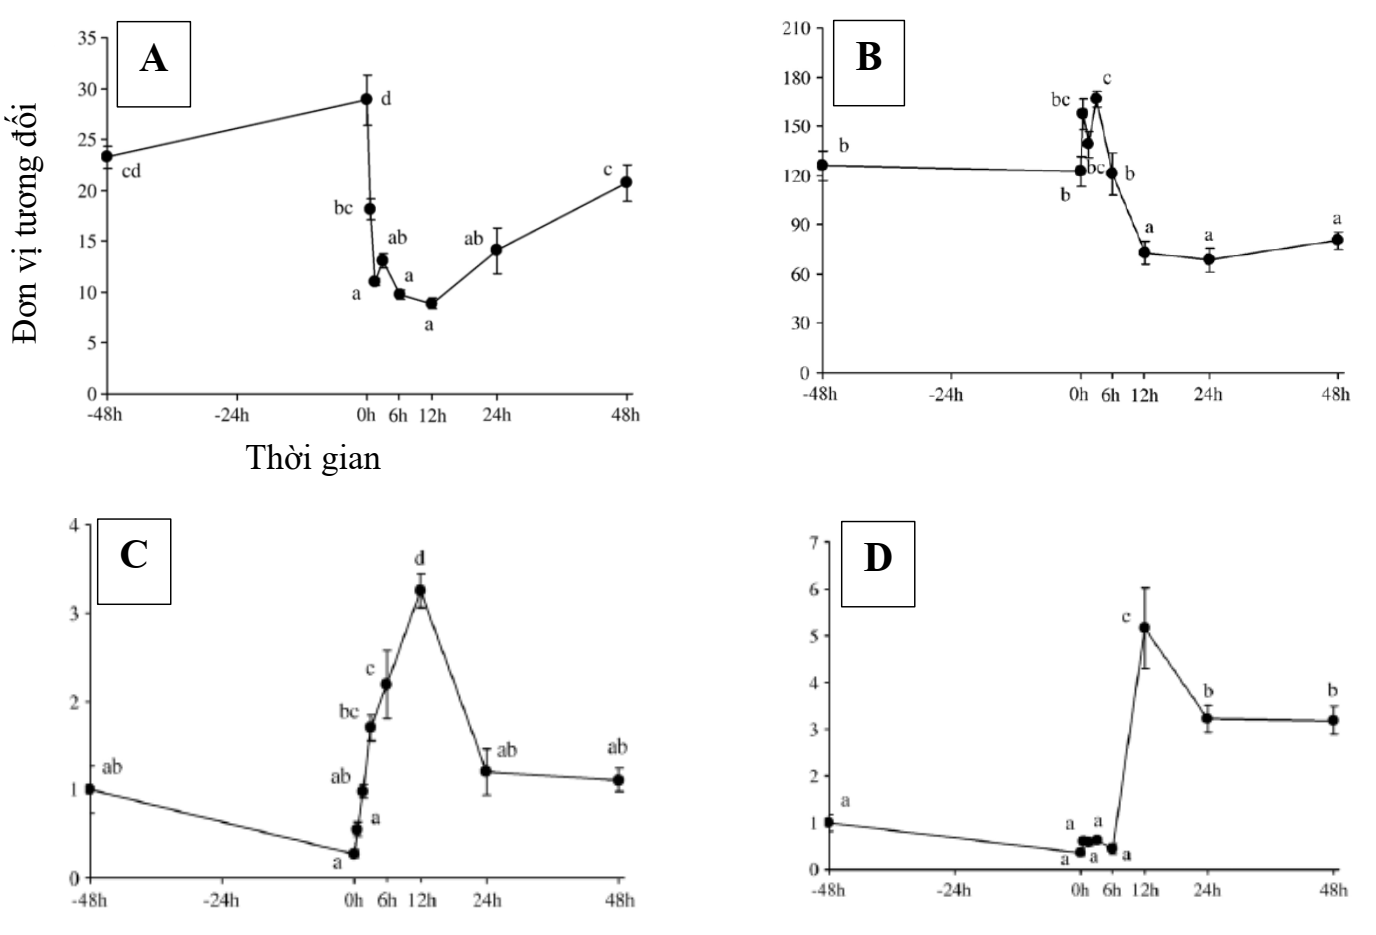 A
Đơn vị tương đối
35
30
25
20
15
10
5
0
cd
d
bc
a
ab
a
a
ab
c
-48h
-24h
0h
6h
12h
24h
48h
Thời gian
B
210
180
150
120
90
60
30
0
b
bc
c
bc
b
b
a
a
a
-48h
-24h
0h
6h
12h
24h
48h
C
4
3
2
1
0
ab
a
a
ab
bc
c
d
ab
ab
-48h
-24h
0h
6h
12h
24h
48h
D
7
6
5
4
3
2
1
0
a
a
a
a
a
a
c
b
b
-48h
-24h
0h
6h
12h
24h
48h